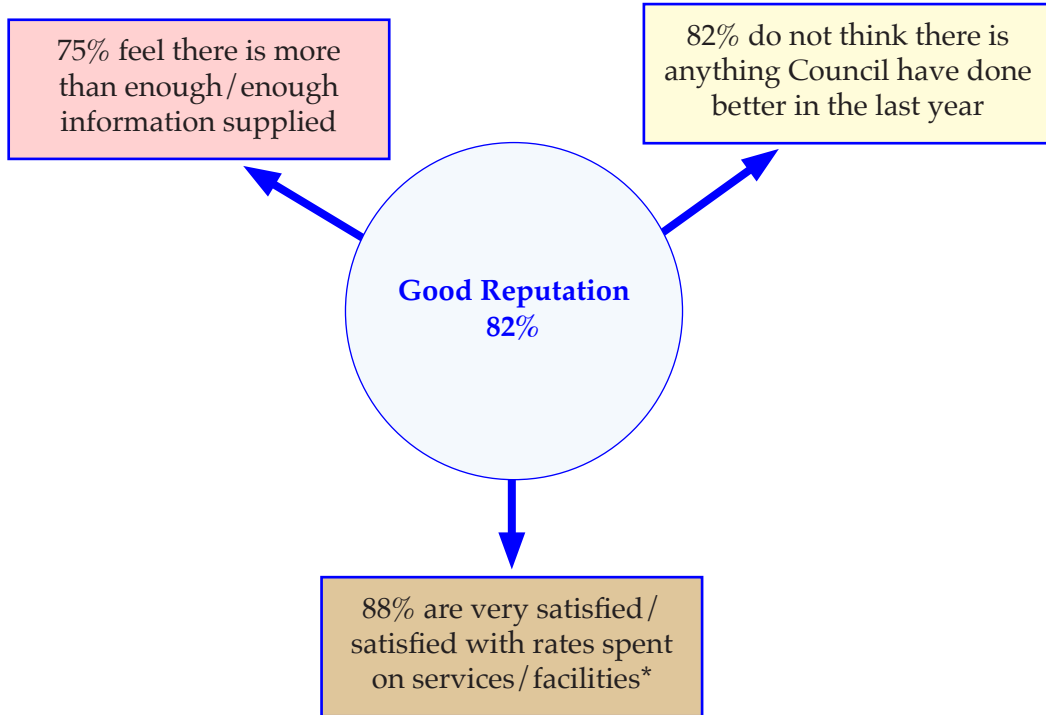 75% feel there is more
than enough/enough
information supplied
82% do not think there is
anything Council have done
better in the last year
Good Reputation
82%
88% are very satisfied/
satisfied with rates spent
on services/facilities*